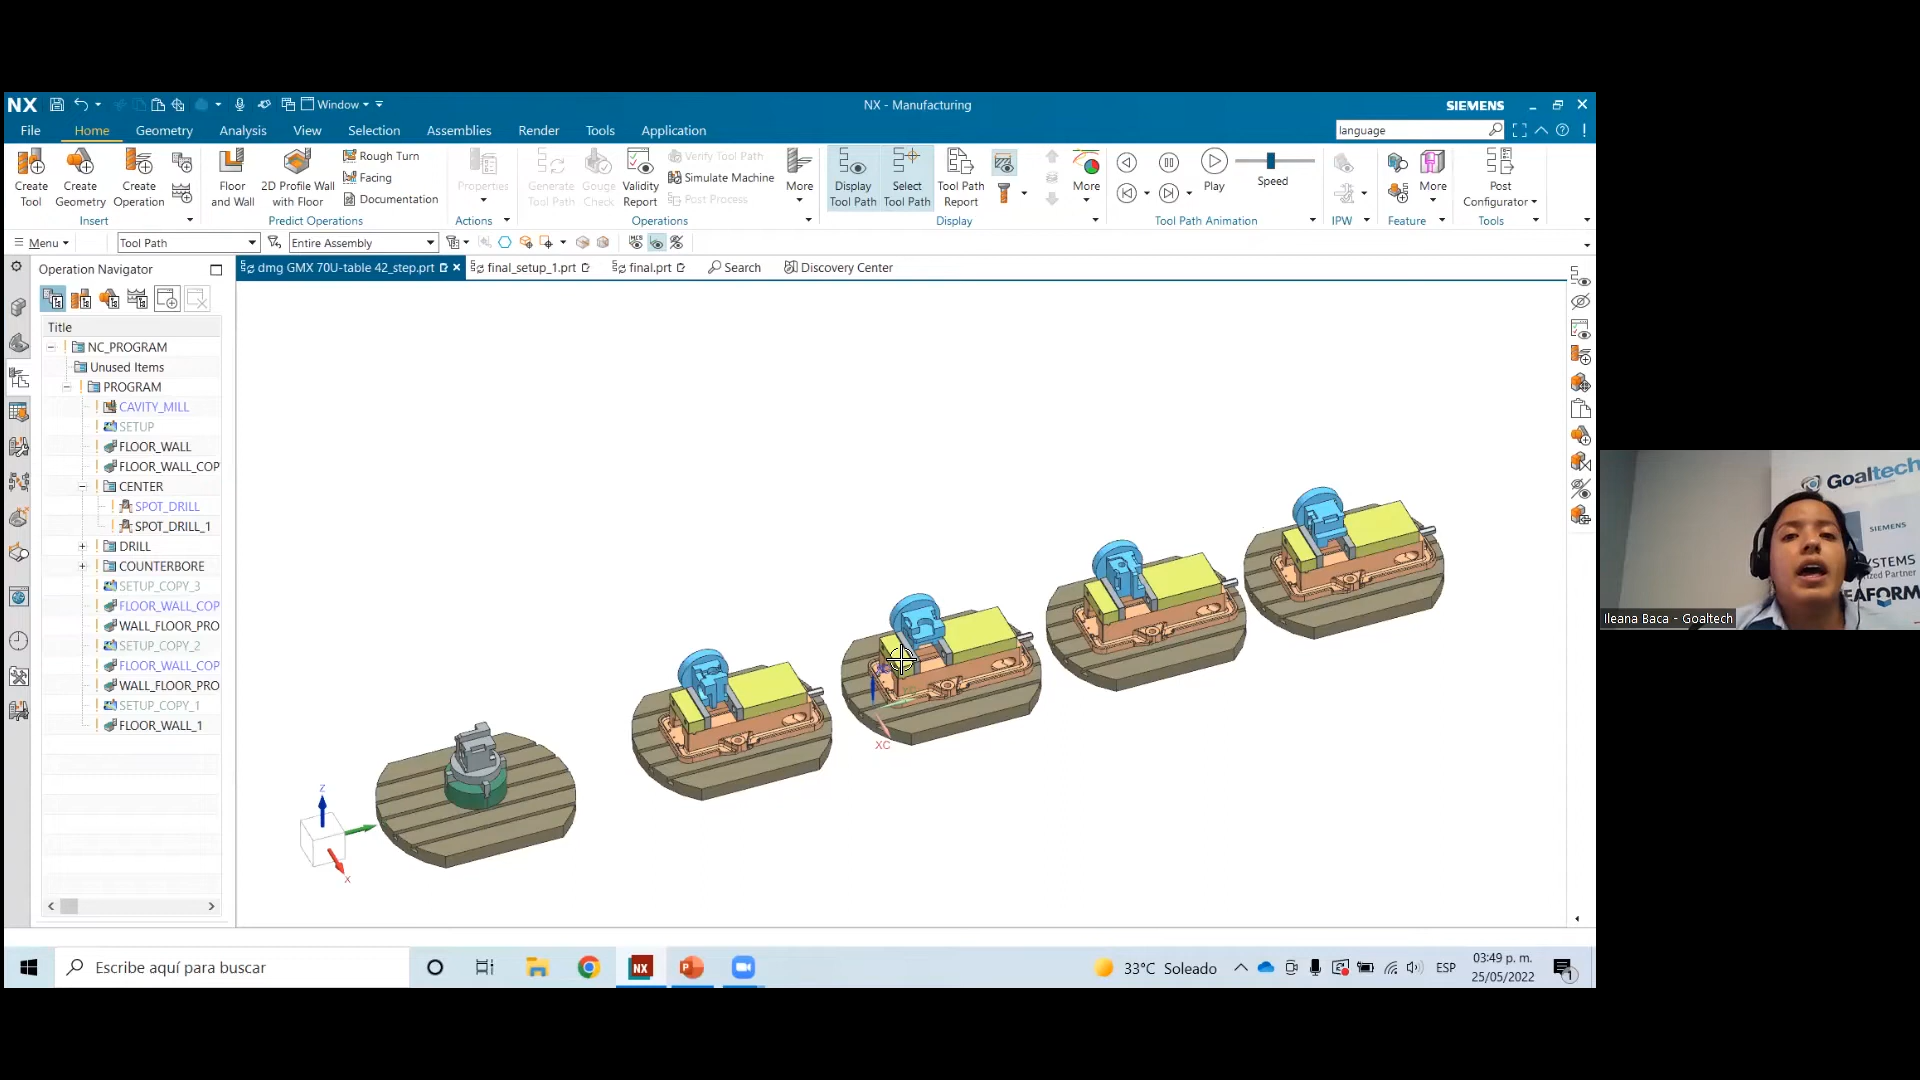 NX Window NX - Manufacturing SIEMENS
File Home Geometry Analysis View Selection Assemblies Render Tools Application language
Create Tool
Create Geometry
Create Operation
Insert
Floor and Wall
2D Profile Wall with Floor
Rough Turn
Facing
Documentation
Predict Operations
Properties
Actions
Generate Tool Path
Gouge Check
Validity Report
Verify Tool Path
Simulate Machine
Post Process
More
Operations
Display Tool Path
Select Tool Path
Tool Path Report
More
Display
Play
Speed
Tool Path Animation
IPW
More
Feature
Post Configurator
Tools
Menu Tool Path Entire Assembly
Operation Navigator
dmg GMX 70U-table 42_step.prt final_setup_1.prt final.prt Search Discovery Center
Title
NC_PROGRAM
Unused Items
PROGRAM
CAVITY_MILL
SETUP
FLOOR_WALL
FLOOR_WALL_COP
CENTER
SPOT_DRILL
SPOT_DRILL_1
DRILL
COUNTERBORE
SETUP_COPY_3
FLOOR_WALL_COP
WALL_FLOOR_PRO
SETUP_COPY_2
FLOOR_WALL_COP
WALL_FLOOR_PRO
SETUP_COPY_1
FLOOR_WALL_1
XC
Z
X
Goaltech
SIEMENS
Ileana Baca - Goaltech
Escribe aquí para buscar
NX
33°C Soleado
ESP
03:49 p. m.
25/05/2022
1